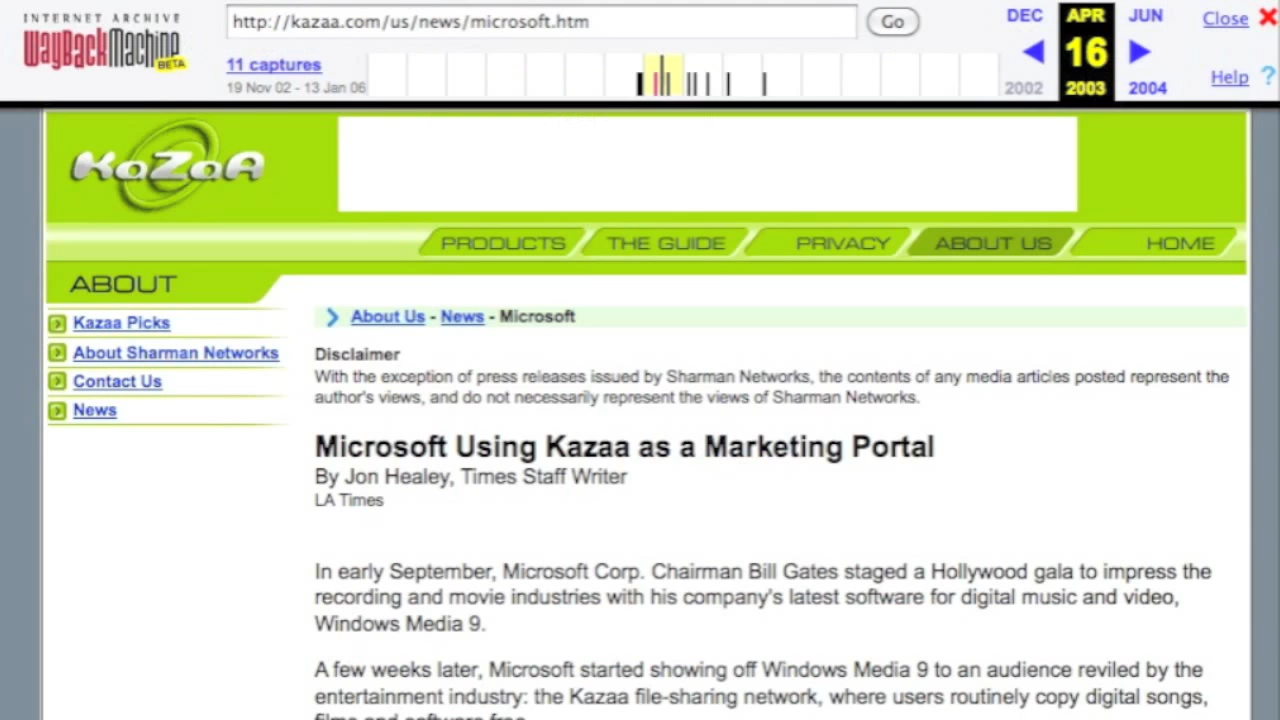 INTERNET ARCHIVE
WayBackMachine
BETA
http://kazaa.com/us/news/microsoft.htm
Go
11 captures
19 Nov 02 - 13 Jan 06
DEC APR JUN
16
2002 2003 2004
Close
Help ?
KaZaA
PRODUCTS THE GUIDE PRIVACY ABOUT US HOME
ABOUT
Kazaa Picks
About Sharman Networks
Contact Us
News
About Us - News - Microsoft
Disclaimer
With the exception of press releases issued by Sharman Networks, the contents of any media articles posted represent the
author's views, and do not necessarily represent the views of Sharman Networks.
Microsoft Using Kazaa as a Marketing Portal
By Jon Healey, Times Staff Writer
LA Times
In early September, Microsoft Corp. Chairman Bill Gates staged a Hollywood gala to impress the
recording and movie industries with his company's latest software for digital music and video,
Windows Media 9.
A few weeks later, Microsoft started showing off Windows Media 9 to an audience reviled by the
entertainment industry: the Kazaa file-sharing network, where users routinely copy digital songs,
films and software free.